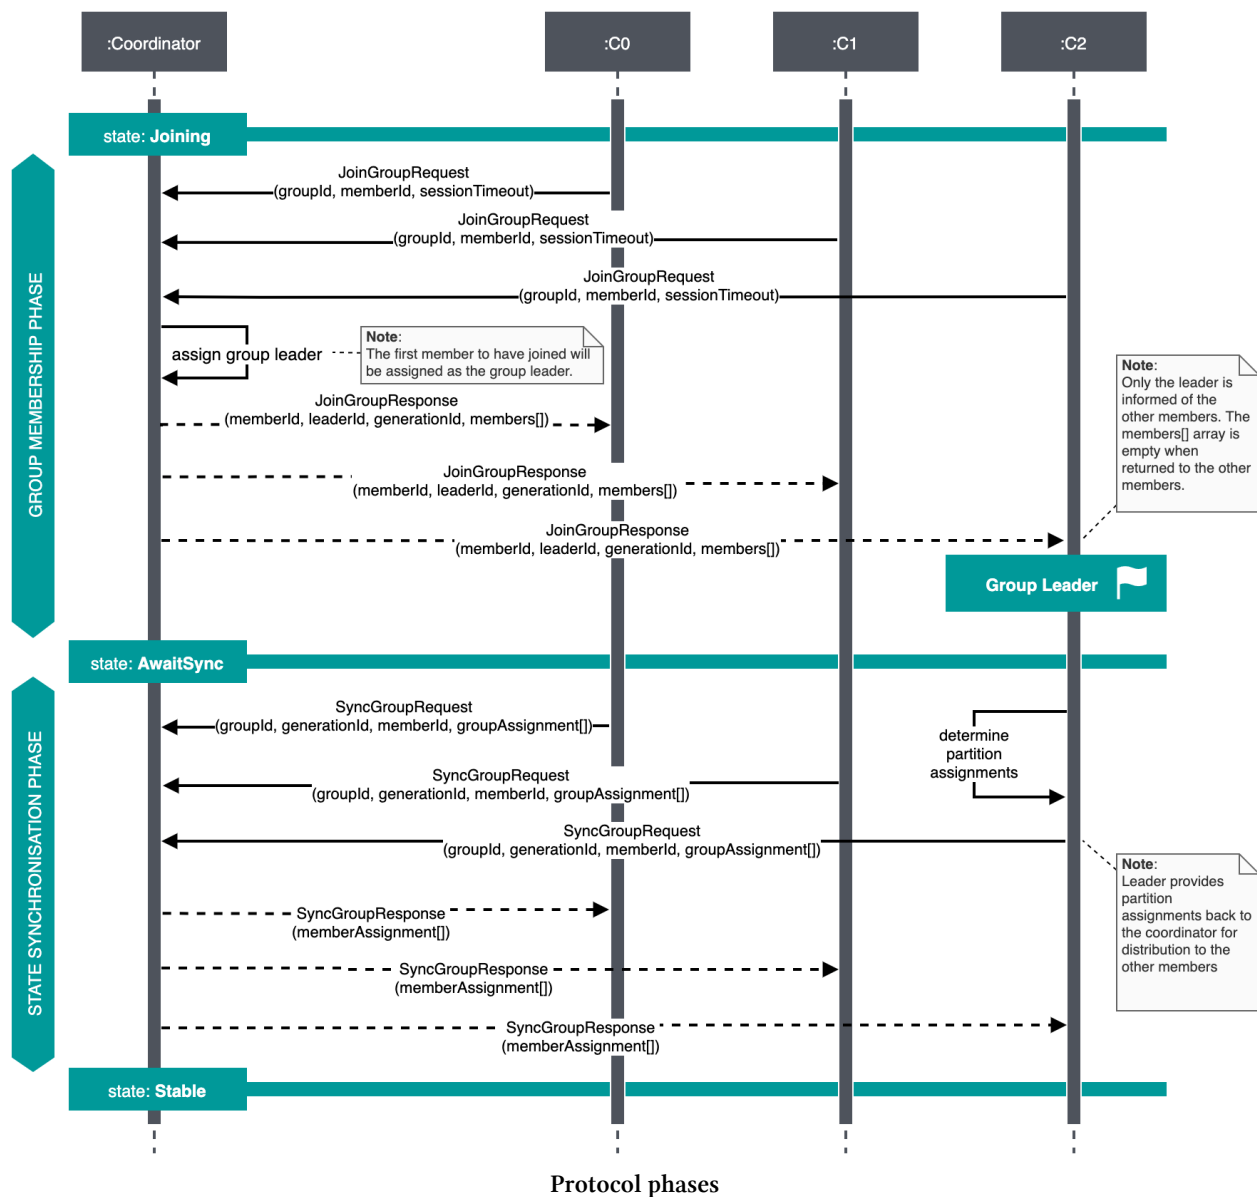 :Coordinator
:C0
:C1
:C2
state: Joining
GROUP MEMBERSHIP PHASE
JoinGroupRequest
(groupId, memberId, sessionTimeout)
JoinGroupRequest
(groupId, memberId, sessionTimeout)
JoinGroupRequest
(groupId, memberId, sessionTimeout)
assign group leader
Note:
The first member to have joined will
be assigned as the group leader.
JoinGroupResponse
(memberId, leaderId, generationId, members[])
JoinGroupResponse
(memberId, leaderId, generationId, members[])
JoinGroupResponse
(memberId, leaderId, generationId, members[])
Note:
Only the leader is
informed of the
other members. The
members[] array is
empty when
returned to the other
members.
Group Leader
state: AwaitSync
STATE SYNCHRONISATION PHASE
SyncGroupRequest
(groupId, generationId, memberId, groupAssignment[])
determine
partition
assignments
SyncGroupRequest
(groupId, generationId, memberId, groupAssignment[])
SyncGroupRequest
(groupId, generationId, memberId, groupAssignment[])
Note:
Leader provides
partition
assignments back to
the coordinator for
distribution to the
other members
SyncGroupResponse
(memberAssignment[])
SyncGroupResponse
(memberAssignment[])
SyncGroupResponse
(memberAssignment[])
state: Stable
Protocol phases